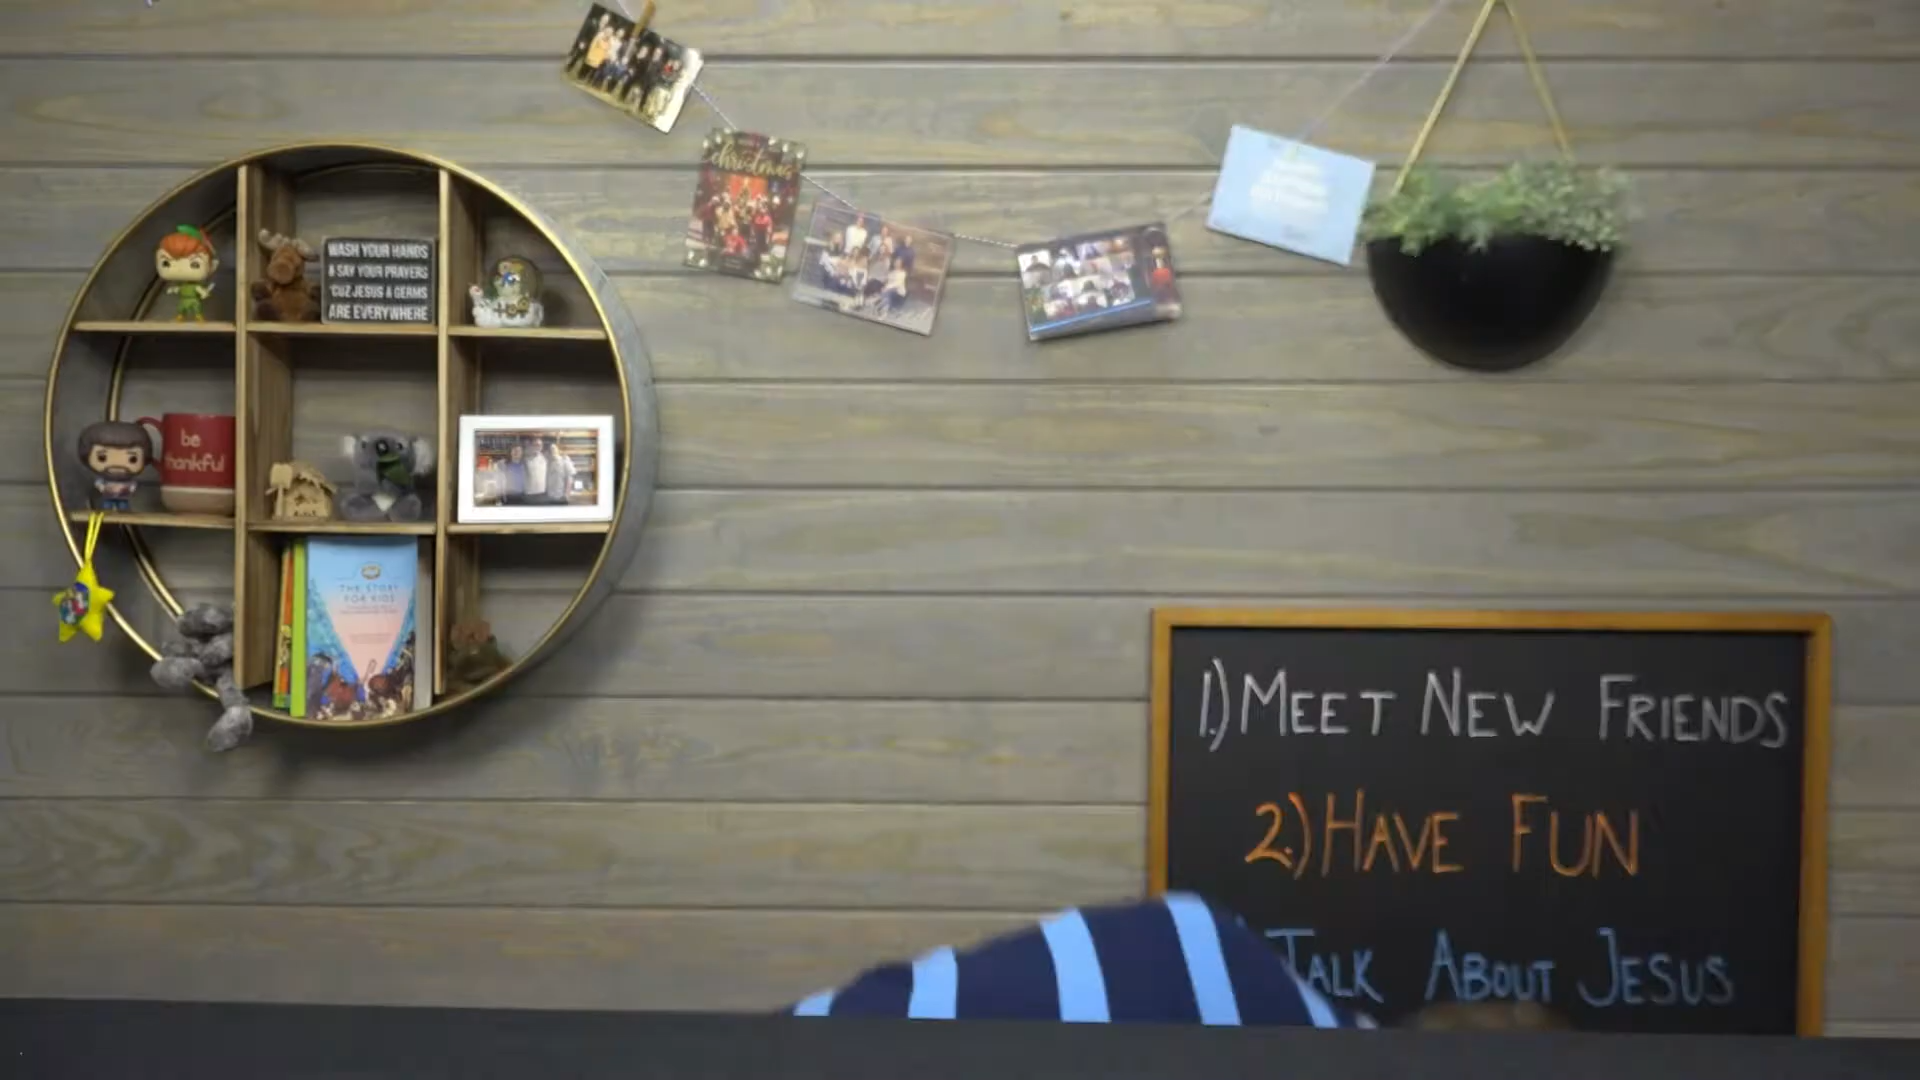 Christmas
WASH YOUR HANDS
& SAY YOUR PRAYERS
'CUZ JESUS & GERMS
ARE EVERYWHERE
be
thankful
THE STORY
FOR KIDS
1.) MEET NEW FRIENDS
2.) HAVE FUN
TALK ABOUT JESUS